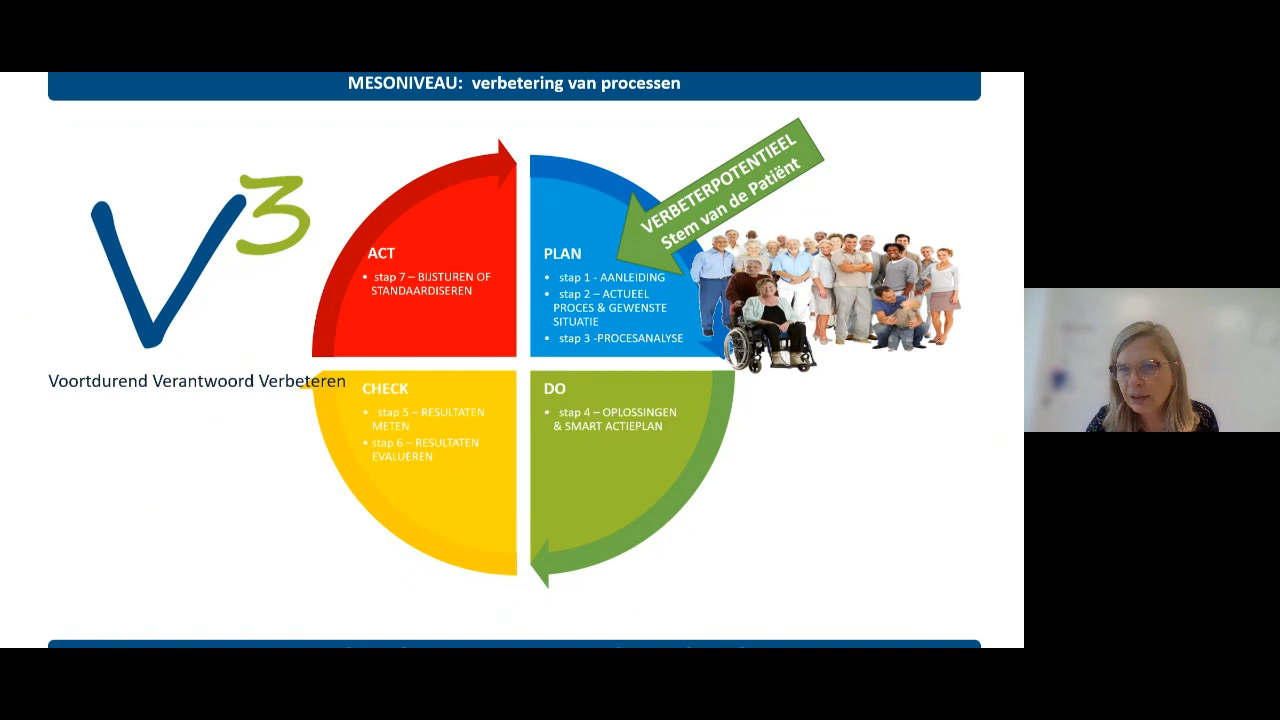 MESONIVEAU: verbetering van processen
V3
Voortdurend Verantwoord Verbeteren
VERBETERPOTENTIEEL
Stem van de Patiënt
ACT
• stap 7 – BIJSTUREN OF
STANDAARDISEREN
PLAN
• stap 1 - AANLEIDING
• stap 2 – ACTUEEL
PROCES & GEWENSTE
SITUATIE
• stap 3 -PROCESANALYSE
CHECK
• stap 5 – RESULTATEN
METEN
• stap 6 – RESULTATEN
EVALUEREN
DO
• stap 4 – OPLOSSINGEN
& SMART ACTIEPLAN